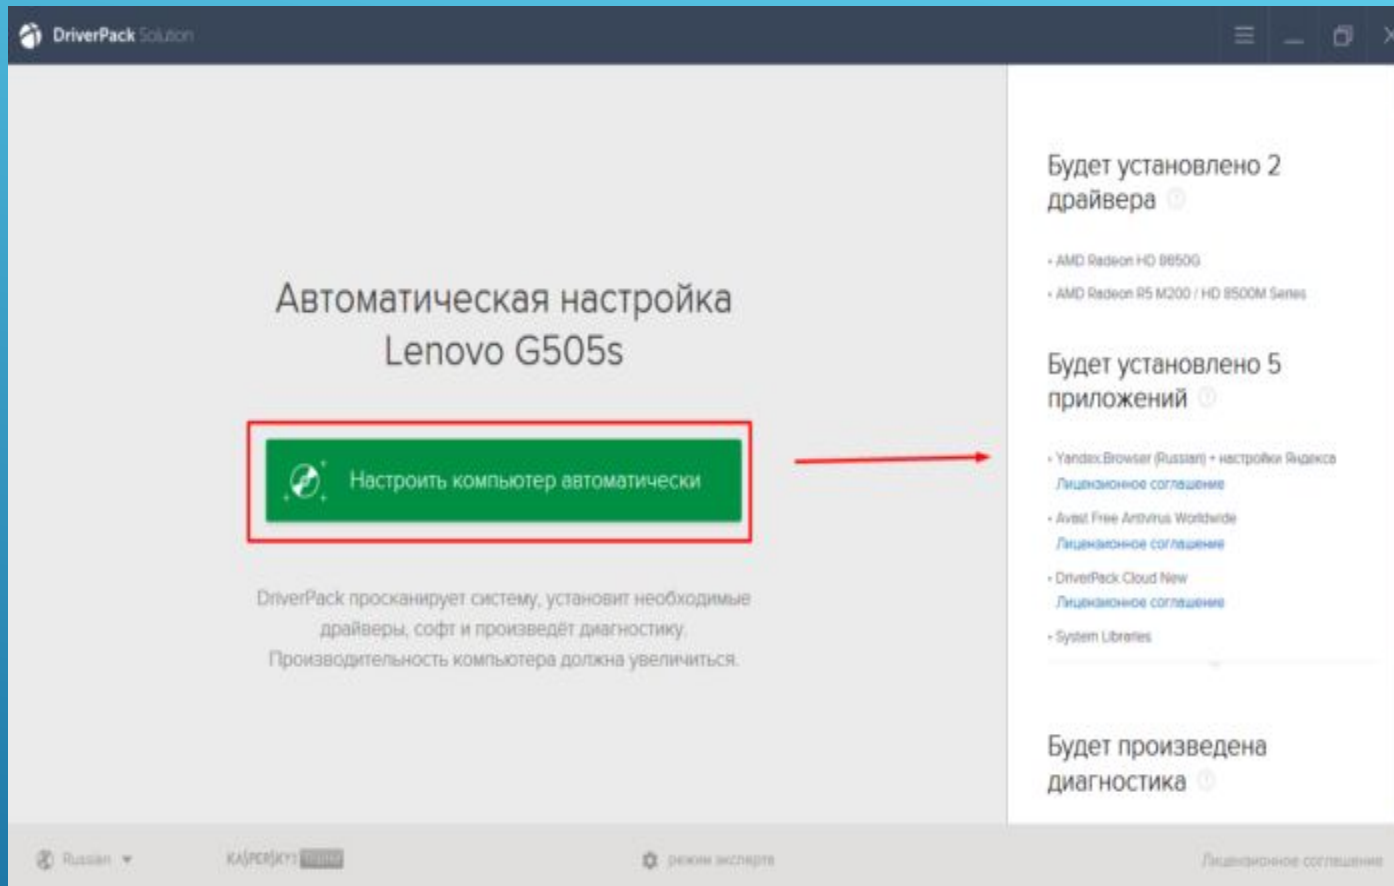 DriverPack Solution
Автоматическая настройка
Lenovo G505s
Настроить компьютер автоматически
DriverPack просканирует систему, установит необходимые
драйверы, софт и произведёт диагностику.
Производительность компьютера должна увеличиться.
Будет установлено 2
драйвера
• AMD Radeon HD 8650G
• AMD Radeon R5 M200 / HD 8500M Series
Будет установлено 5
приложений
• Yandex.Browser (Russian) + настройки Яндекса
Лицензионное соглашение
• Avast Free Antivirus Worldwide
Лицензионное соглашение
• DriverPack Cloud New
Лицензионное соглашение
• System Libraries
Будет произведена
диагностика
Russian
KASPERSKY
режим эксперта
Лицензионное соглашение